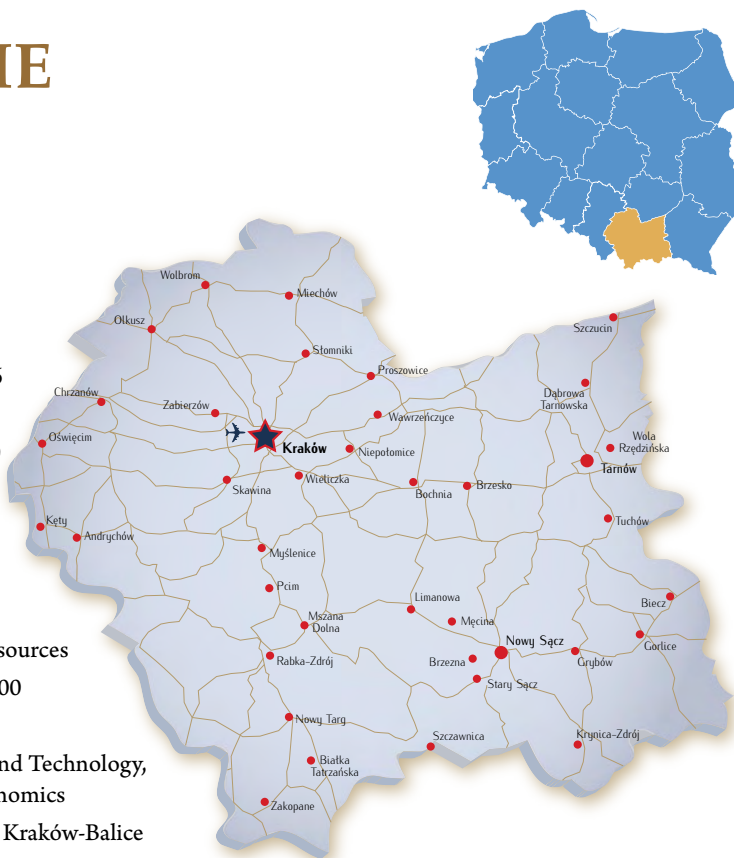 IE
Wolbrom
Miechów
Olkusz
Szczucin
Słomniki
Proszowice
Chrzanów
Zabierzów
Dąbrowa
Tarnowska
Wawrzeńczyce
Oświęcim
Kraków
Niepołomice
Wola
Rzędzińska
Tarnów
Skawina
Wieliczka
Bochnia
Brzesko
Kęty
Andrychów
Tuchów
Myślenice
Pcim
Limanowa
Męcina
Biecz
Mszana
Dolna
Nowy Sącz
Gorlice
Rabka-Zdrój
Brzezna
Grybów
Stary Sącz
sources
00
Nowy Targ
Szczawnica
Krynica-Zdrój
nd Technology,
Białka
Tatrzańska
nomics
Zakopane
Kraków-Balice